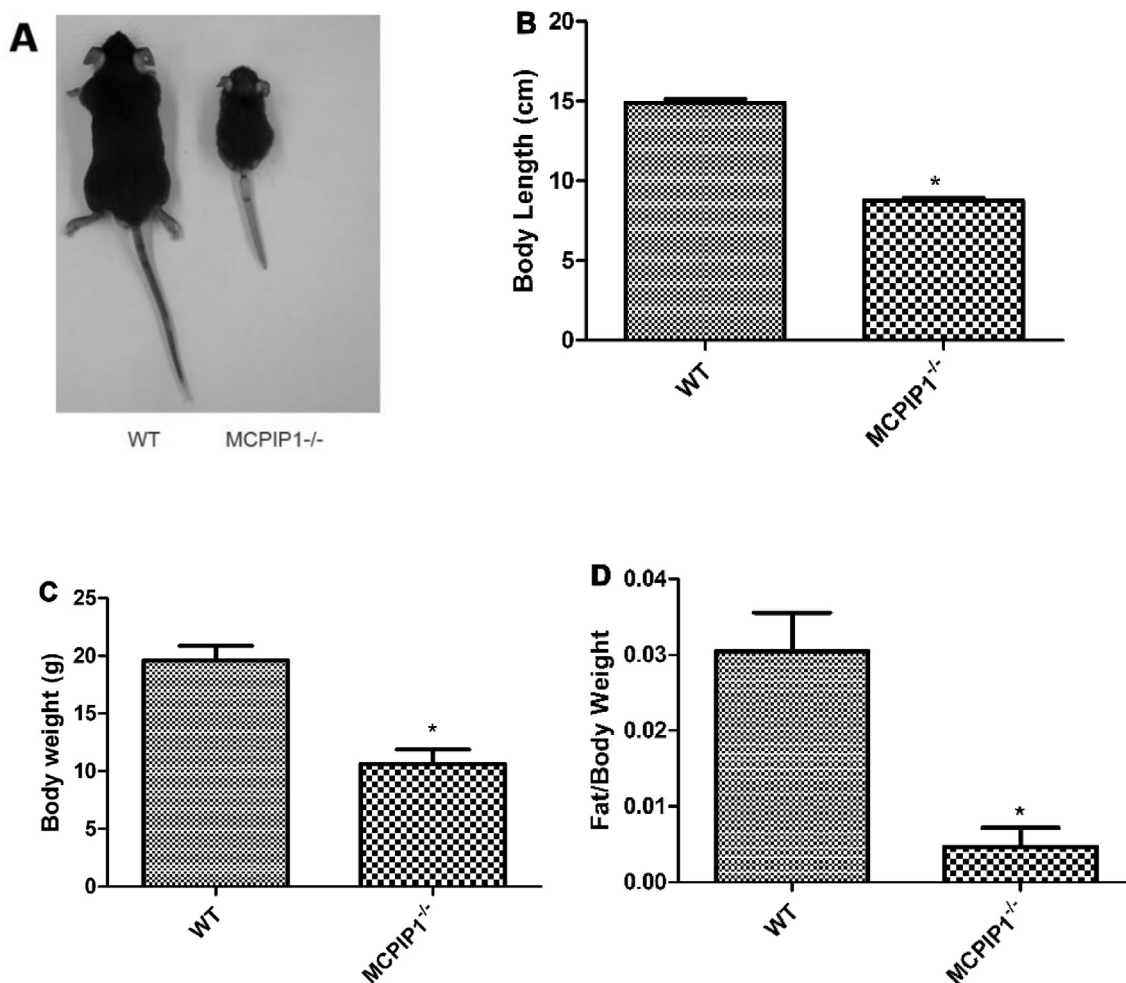 A
WT MCPIP1-/-
B
Body Length (cm)
20
15
10
5
0
*
WT
MCPIP1-/-
C
Body weight (g)
25
20
15
10
5
0
*
WT
MCPIP1-/-
D
Fat/Body Weight
0.04
0.03
0.02
0.01
0.00
*
WT
MCPIP1-/-